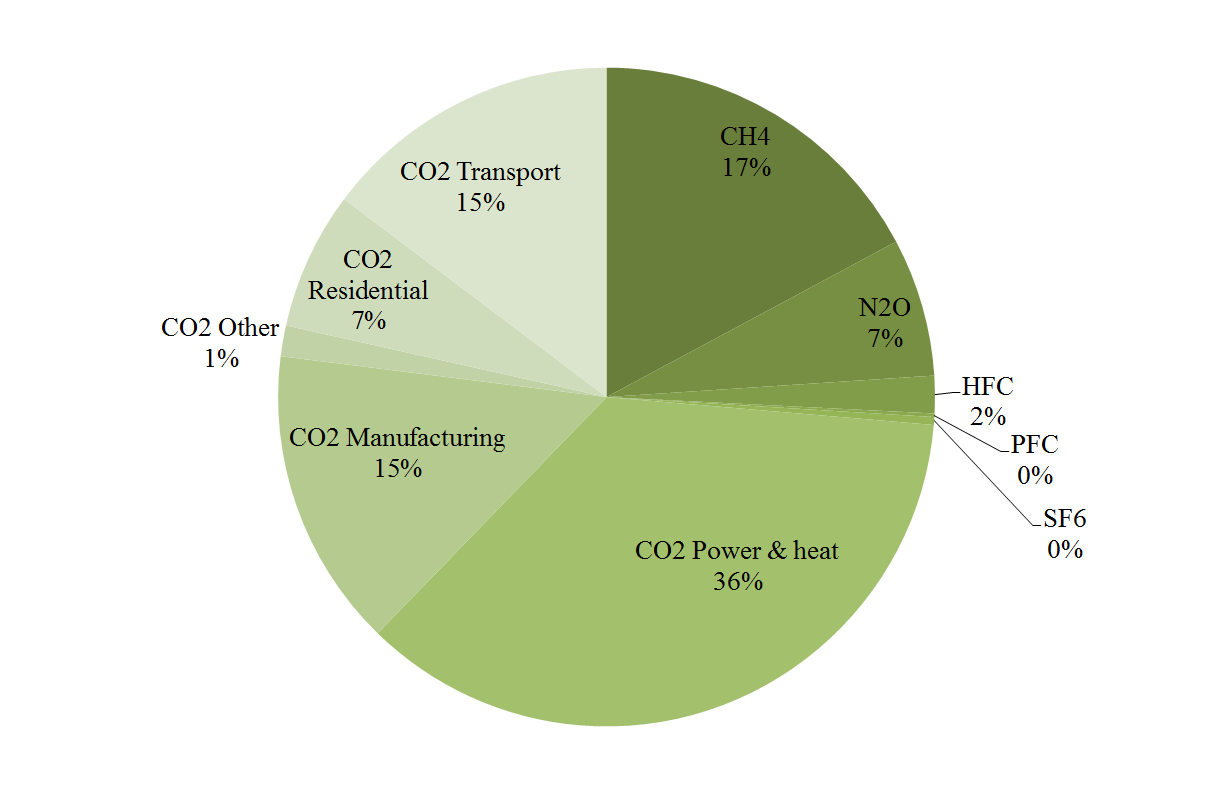 CH4
17%
N2O
7%
HFC
2%
PFC
0%
SF6
0%
CO2 Power & heat
36%
CO2 Manufacturing
15%
CO2 Other
1%
CO2
Residential
7%
CO2 Transport
15%